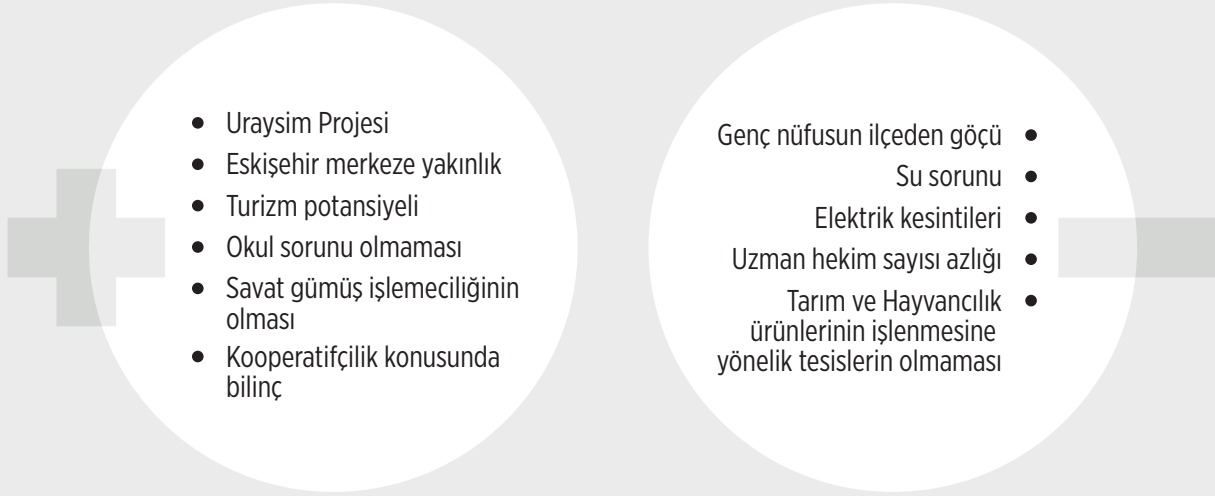 • Uraysim Projesi
• Eskişehir merkeze yakınlık
• Turizm potansiyeli
• Okul sorunu olmaması
• Savat gümüş işlemeciliğinin
olması
• Kooperatifçilik konusunda
bilinç
Genç nüfusun ilçeden göçü •
Su sorunu •
Elektrik kesintileri •
Uzman hekim sayısı azlığı •
Tarım ve Hayvancılık •
ürünlerinin işlenmesine
yönelik tesislerin olmaması